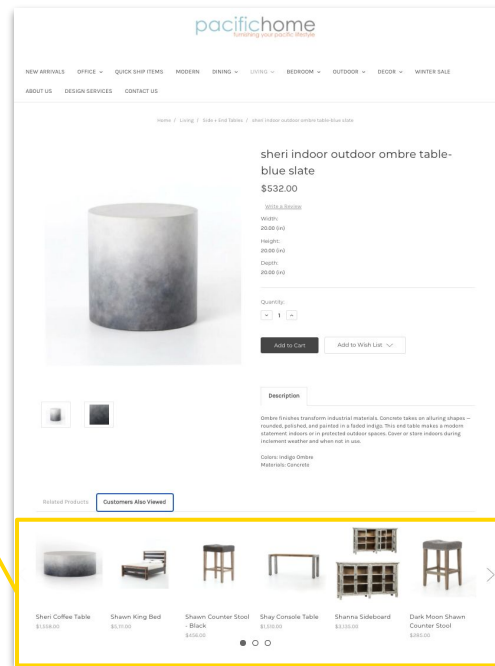 pacifichome
furnishing your pacific lifestyle
NEW ARRIVALS OFFICE QUICK SHIP ITEMS MODERN DINING LIVING BEDROOM OUTDOOR DECOR WINTER SALE
ABOUT US DESIGN SERVICES CONTACT US
Home / Living / Side + End Tables / sheri indoor outdoor ombre table-blue slate
sheri indoor outdoor ombre table-
blue slate
$532.00
Write a Review
Width:
20.00 (in)
Height:
20.00 (in)
Depth:
20.00 (in)
Quantity:
1
Add to Cart Add to Wish List
Description
Ombre finishes transform industrial materials. Concrete takes on alluring shapes —
rounded, polished, and painted in a faded indigo. This end table makes a modern
statement indoors or in protected outdoor spaces. Cover or store indoors during
inclement weather and when not in use.
Colors: Indigo Ombre
Materials: Concrete
Related Products Customers Also Viewed
Sheri Coffee Table Shawn King Bed Shawn Counter Stool Shay Console Table Shanna Sideboard Dark Moon Shawn
- Black Counter Stool
$456.00 $395.00